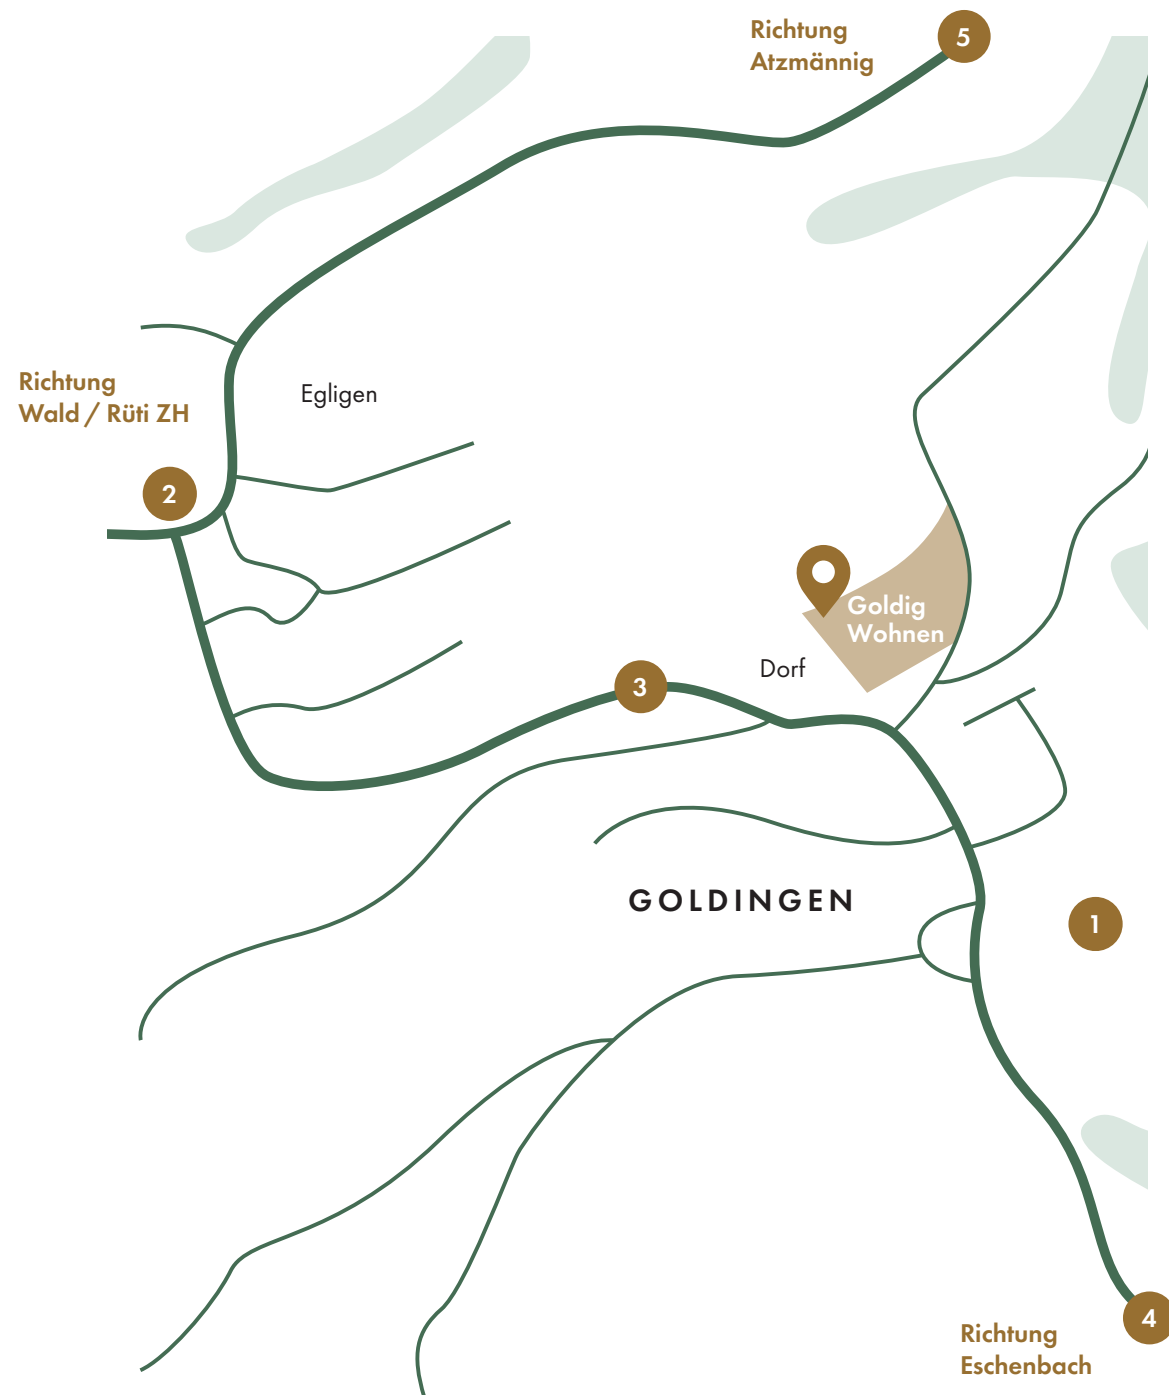 Richtung
Atzmännig
5
Richtung
Wald / Rüti ZH
Egligen
2
Goldig
Wohnen
Dorf
3
GOLDINGEN
1
4
Richtung
Eschenbach